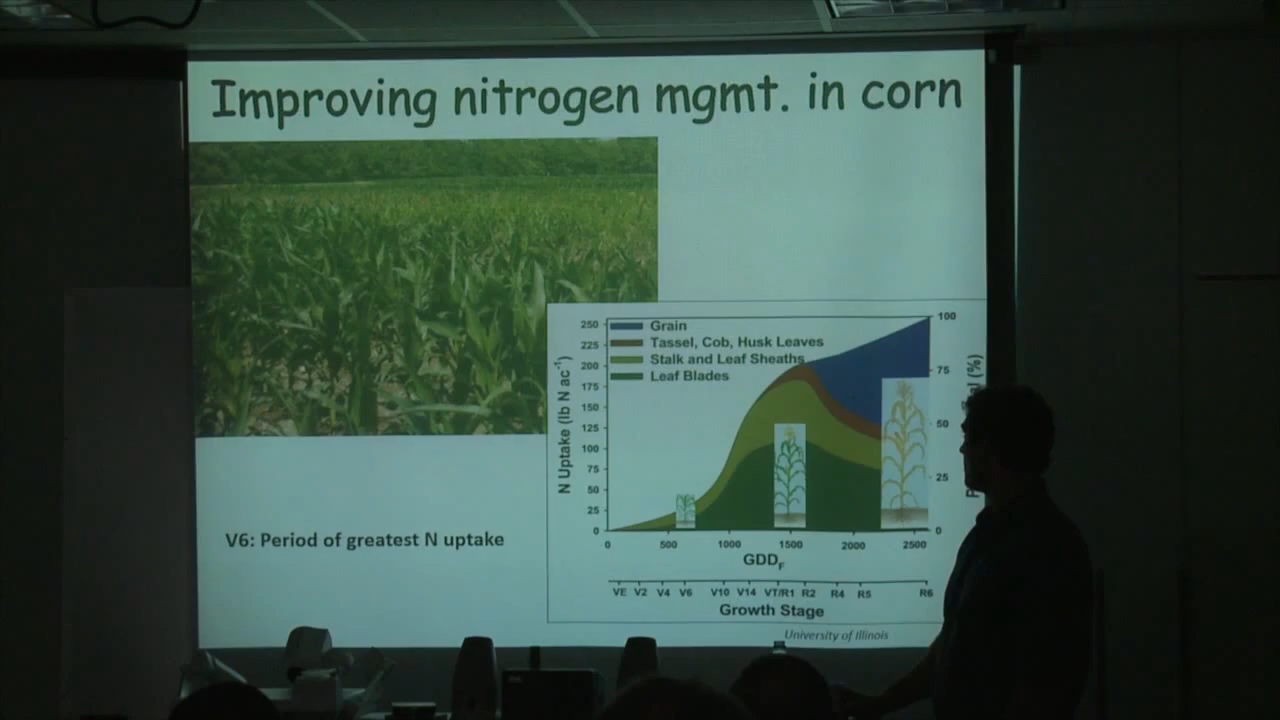 Improving nitrogen mgmt. in corn
V6: Period of greatest N uptake
Grain
Tassel, Cob, Husk Leaves
Stalk and Leaf Sheaths
Leaf Blades
N Uptake (lb N ac⁻¹)
250
225
200
175
150
125
100
75
50
25
0
100
75
50
25
0
(%)
0 500 1000 1500 2000 2500
GDD_F
VE V2 V4 V6 V10 V14 VT/R1 R2 R4 R5 R6
Growth Stage
University of Illinois